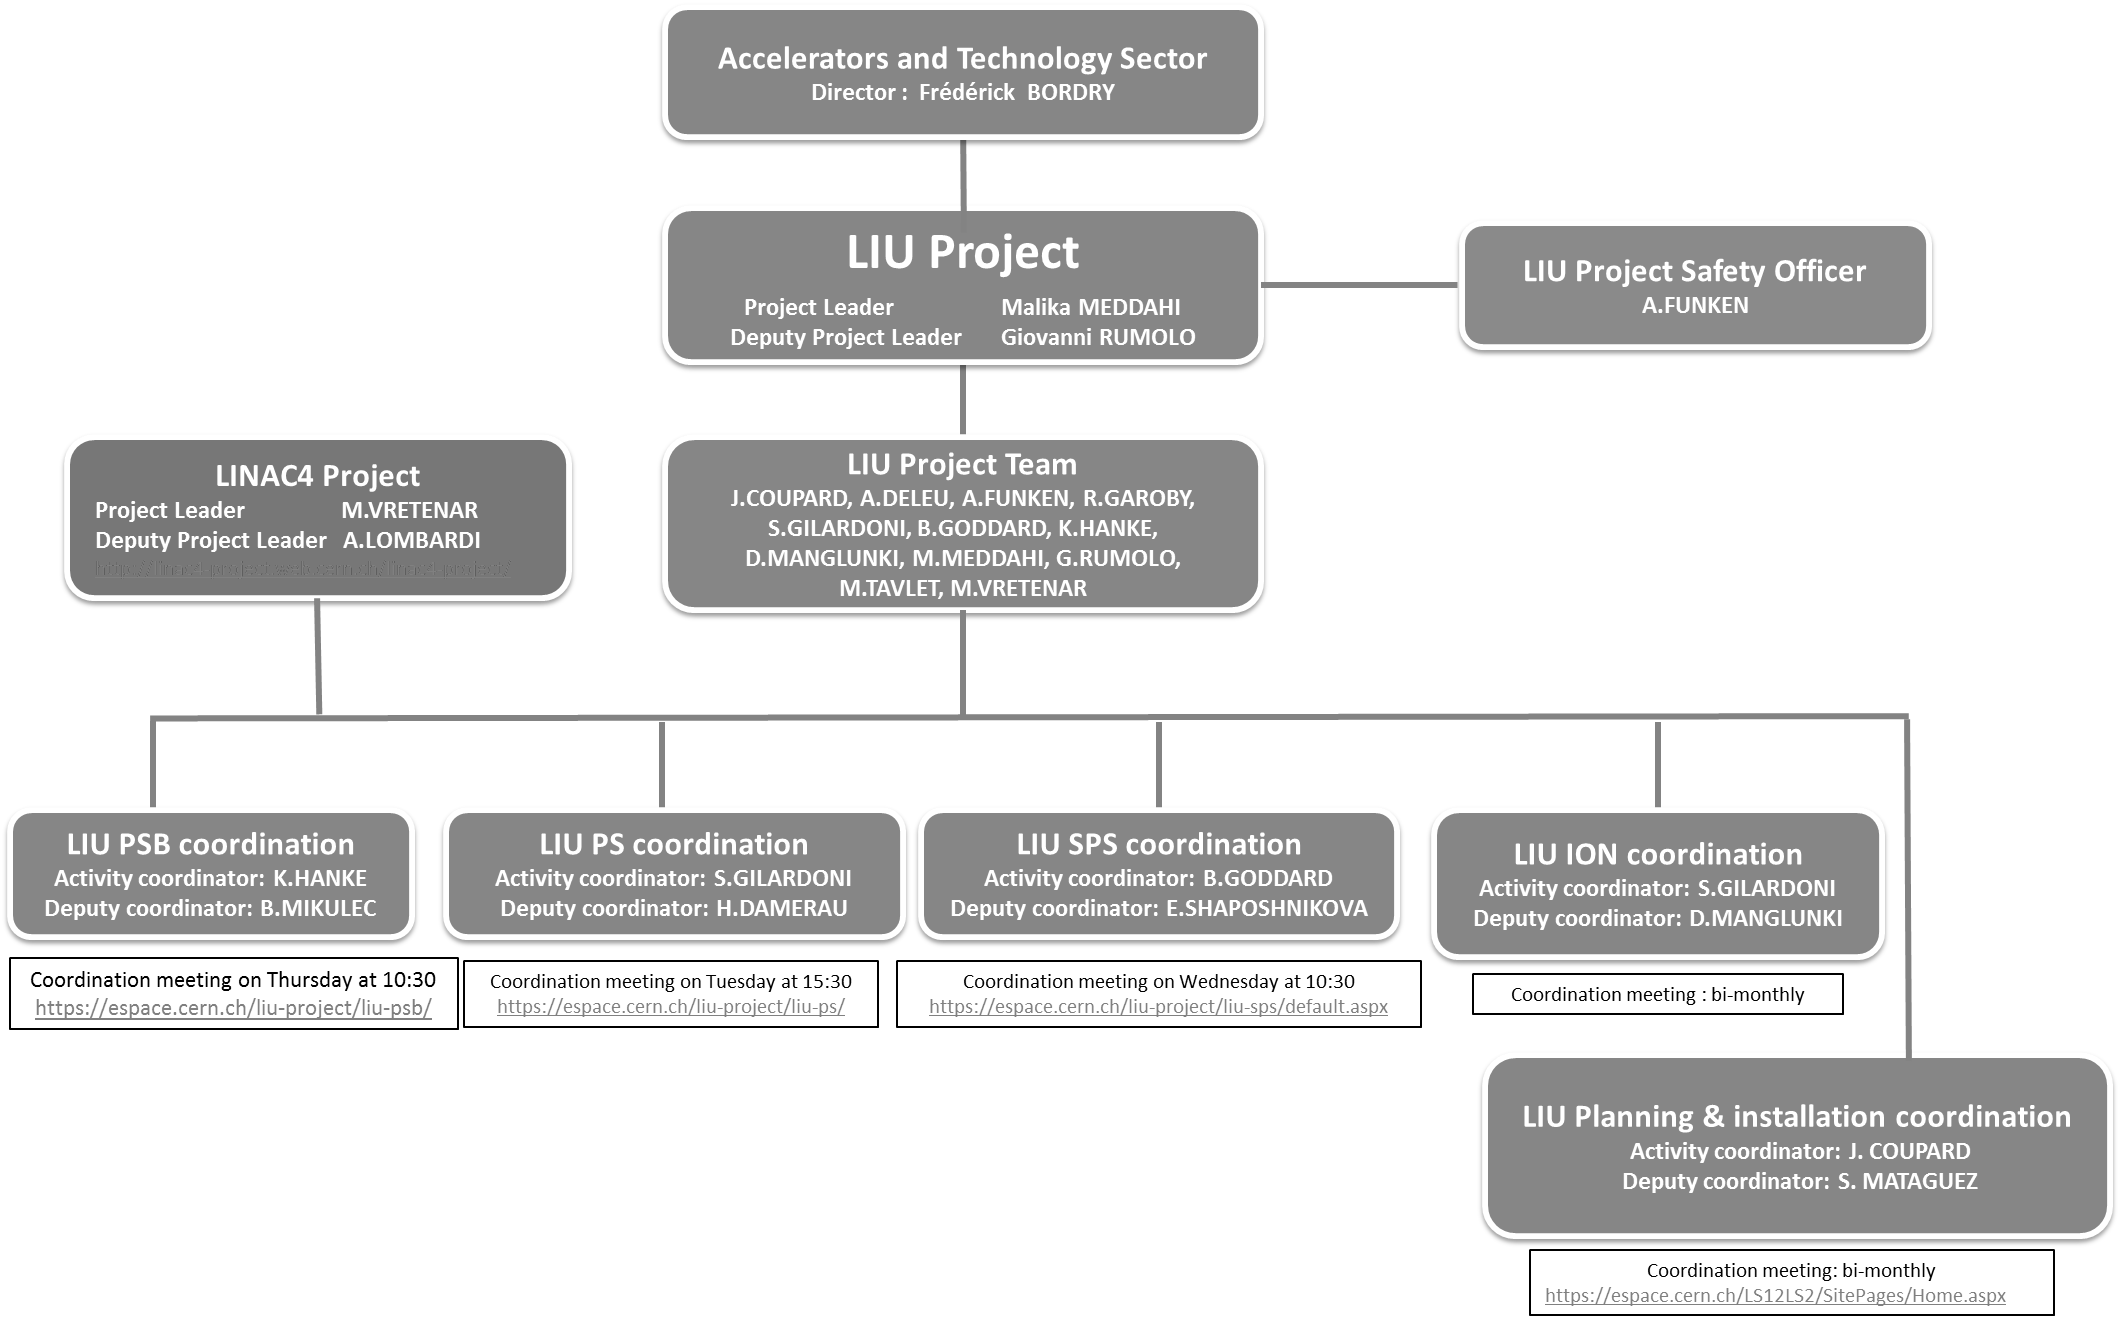 Accelerators and Technology Sector
Director : Frédérick BORDRY
LIU Project
Project Leader Malika MEDDAHI
Deputy Project Leader Giovanni RUMOLO
LIU Project Safety Officer
A.FUNKEN
LINAC4 Project
Project Leader M.VRETENAR
Deputy Project Leader A.LOMBARDI
LIU Project Team
J.COUPARD, A.DELEU, A.FUNKEN, R.GAROBY,
S.GILARDONI, B.GODDARD, K.HANKE,
D.MANGLUNKI, M.MEDDAHI, G.RUMOLO,
M.TAVLET, M.VRETENAR
LIU PSB coordination
Activity coordinator: K.HANKE
Deputy coordinator: B.MIKULEC
Coordination meeting on Thursday at 10:30
https://espace.cern.ch/liu-project/liu-psb/
LIU PS coordination
Activity coordinator: S.GILARDONI
Deputy coordinator: H.DAMERAU
Coordination meeting on Tuesday at 15:30
https://espace.cern.ch/liu-project/liu-ps/
LIU SPS coordination
Activity coordinator: B.GODDARD
Deputy coordinator: E.SHAPOSHNIKOVA
Coordination meeting on Wednesday at 10:30
https://espace.cern.ch/liu-project/liu-sps/default.aspx
LIU ION coordination
Activity coordinator: S.GILARDONI
Deputy coordinator: D.MANGLUNKI
Coordination meeting : bi-monthly
LIU Planning & installation coordination
Activity coordinator: J. COUPARD
Deputy coordinator: S. MATAGUEZ
Coordination meeting: bi-monthly
https://espace.cern.ch/LS12LS2/SitePages/Home.aspx